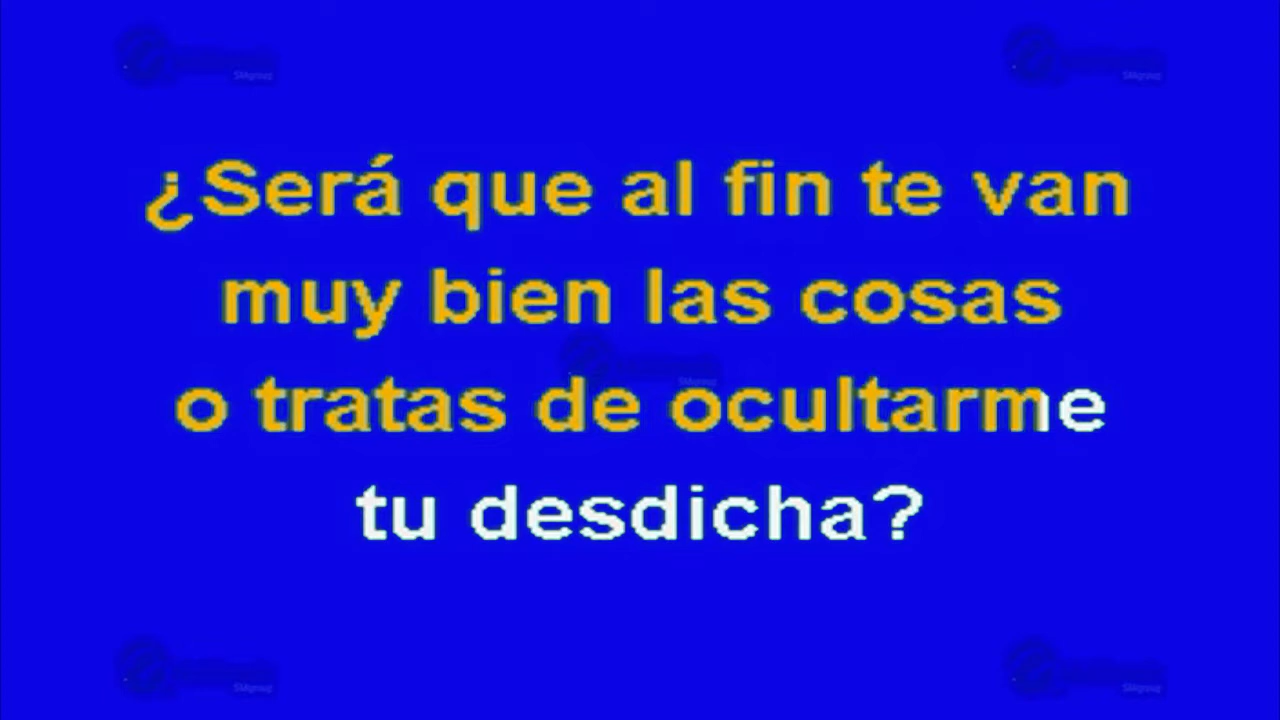 ¿Será que al fin te van
muy bien las cosas
o tratas de ocultarme
tu desdicha?